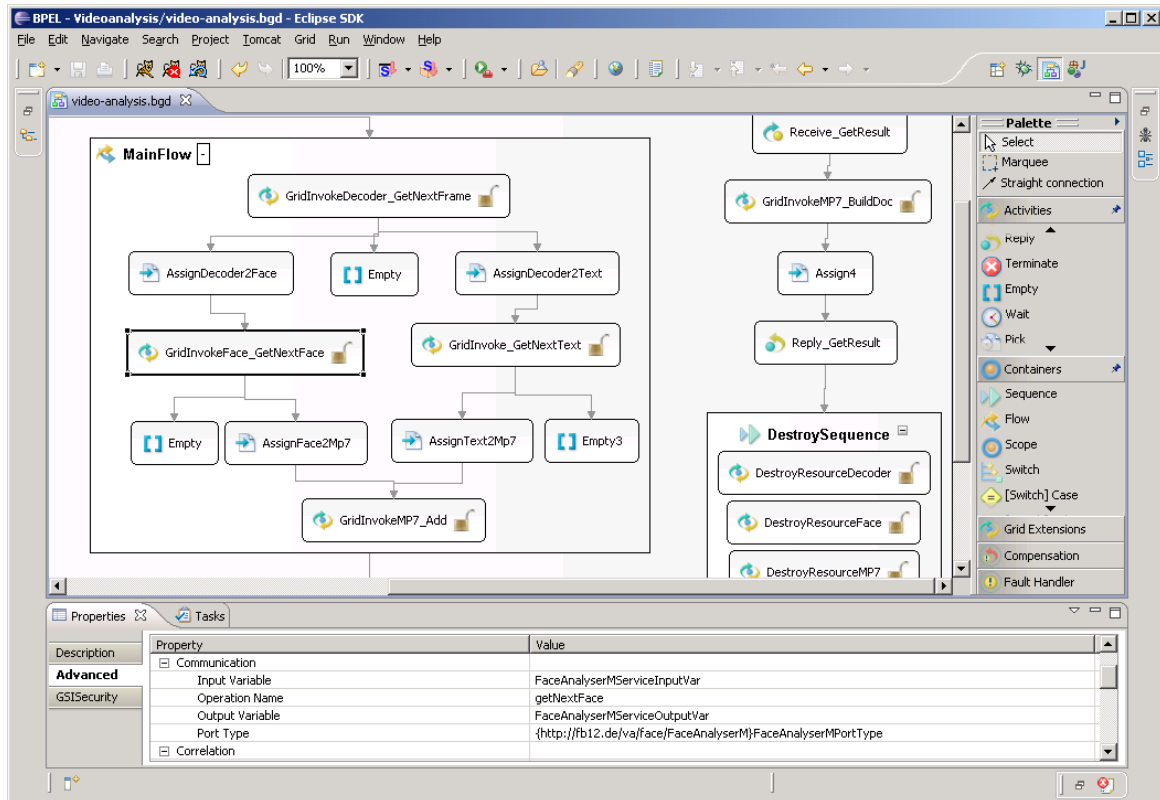 BPEL - Videoanalysis/video-analysis.bgd - Eclipse SDK
File Edit Navigate Search Project Tomcat Grid Run Window Help
100%
video-analysis.bgd
MainFlow -
GridInvokeDecoder_GetNextFrame
AssignDecoder2Face
Empty
AssignDecoder2Text
GridInvokeFace_GetNextFace
GridInvoke_GetNextText
Empty
AssignFace2Mp7
AssignText2Mp7
Empty3
GridInvokeMP7_Add
Receive_GetResult
GridInvokeMP7_BuildDoc
Assign4
Reply_GetResult
DestroySequence
DestroyResourceDecoder
DestroyResourceFace
DestroyResourceMP7
Palette
Select
Marquee
Straight connection
Activities
Reply
Terminate
Empty
Wait
Pick
Containers
Sequence
Flow
Scope
Switch
[Switch] Case
Grid Extensions
Compensation
Fault Handler
Properties
Tasks
Description
Advanced
GSISecurity
Property Value
Communication
Input Variable FaceAnalyserMServiceInputVar
Operation Name getNextFace
Output Variable FaceAnalyserMServiceOutputVar
Port Type {http://fb12.de/va/face/FaceAnalyserM}FaceAnalyserMPortType
Correlation